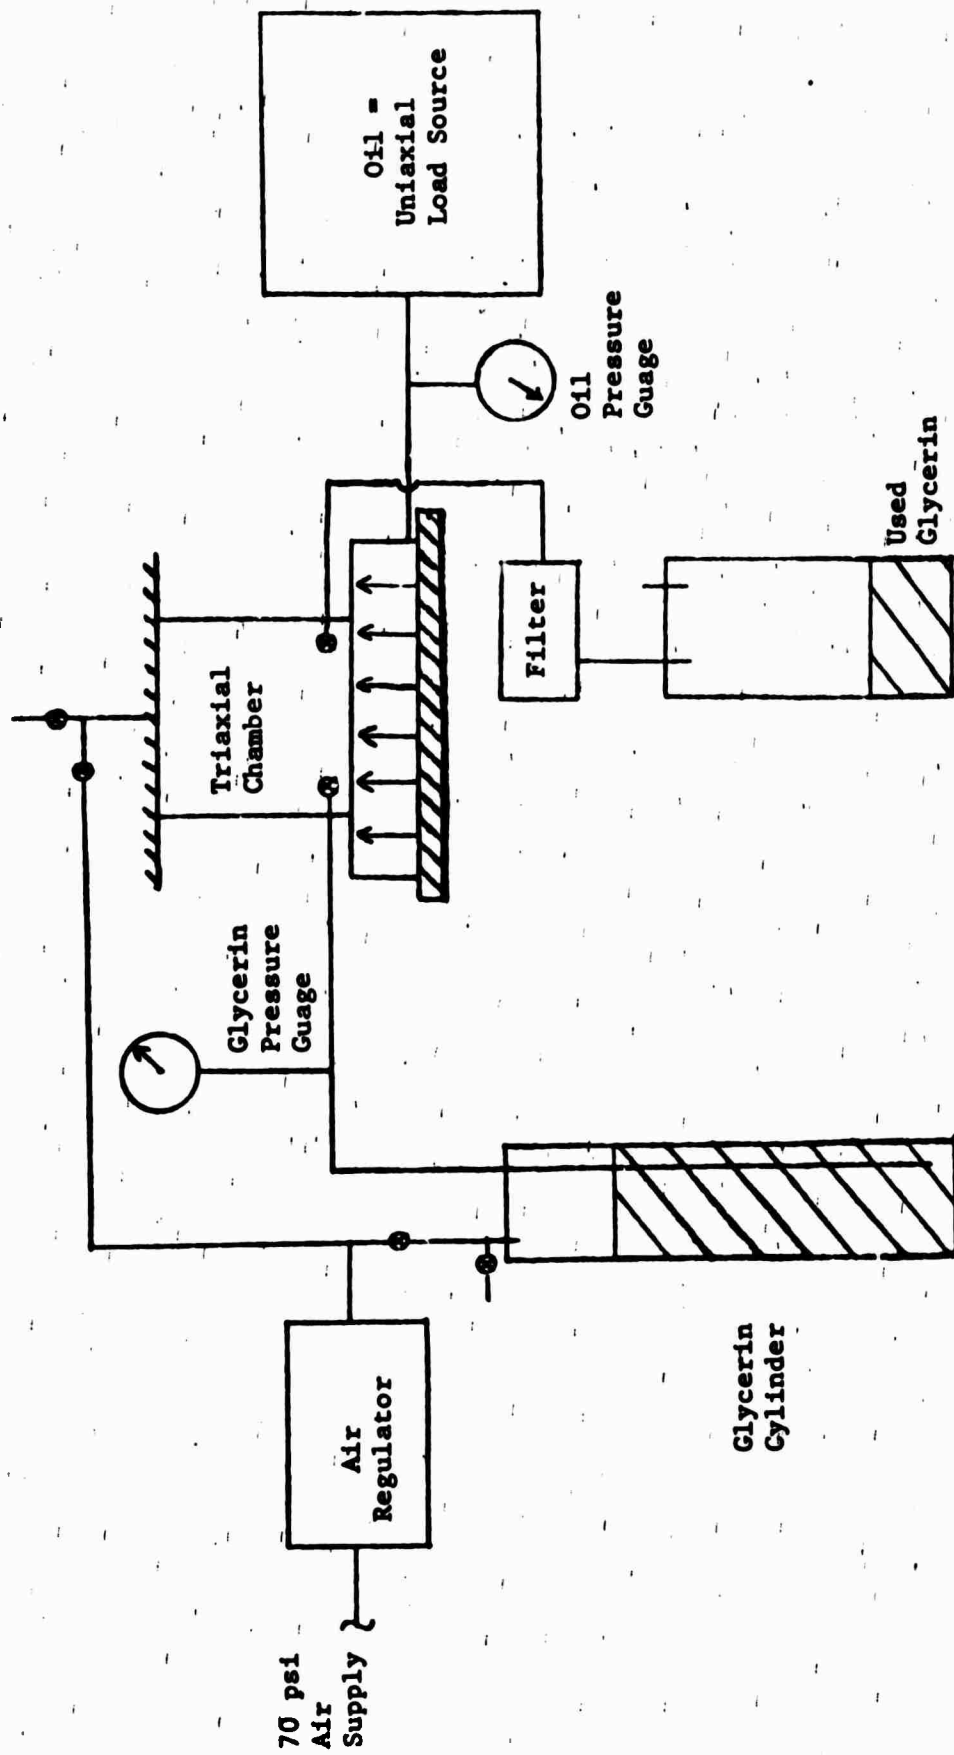 70 psi
Air
Supply
Air
Regulator
Glycerin
Cylinder
Glycerin
Pressure
Guage
Triaxial
Chamber
Filter
Used
Glycerin
Oil
Pressure
Guage
Oil =
Uniaxial
Load Source